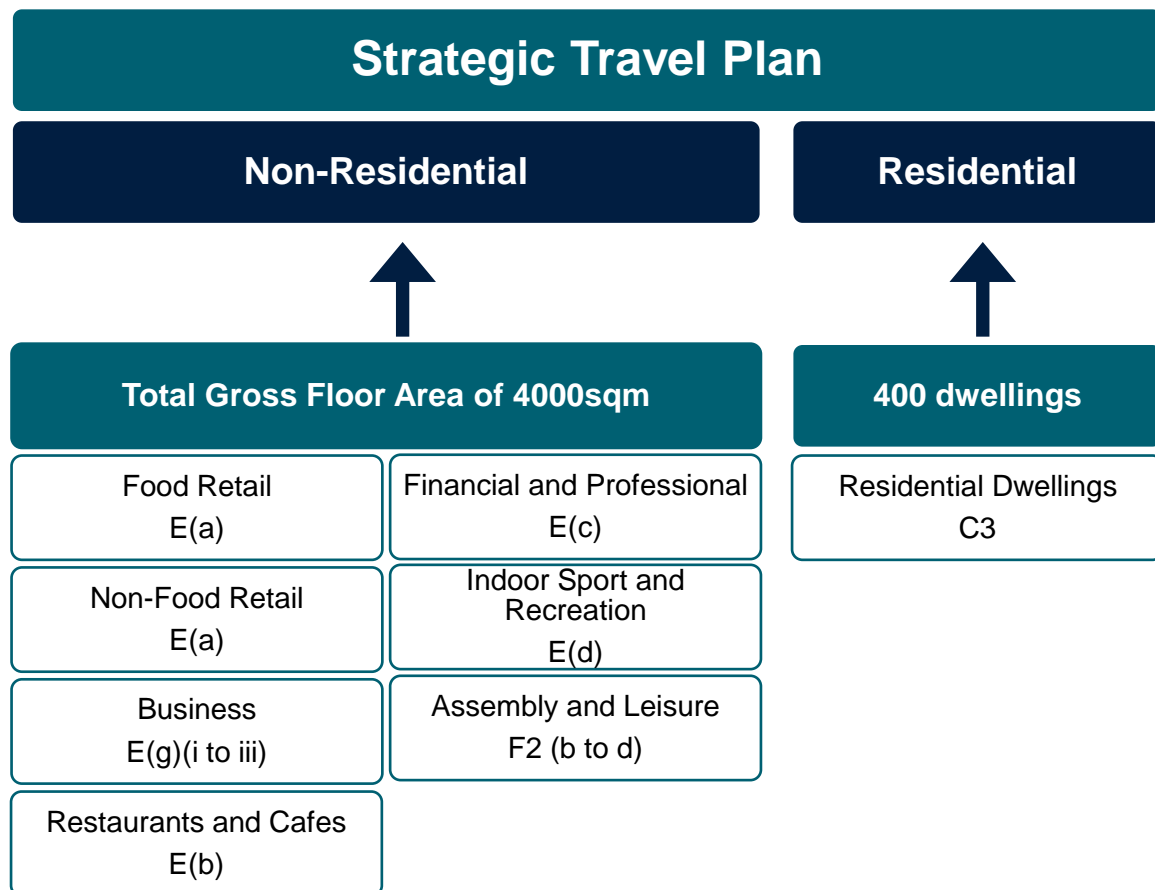 Strategic Travel Plan
Non-Residential
Residential
Total Gross Floor Area of 4000sqm
400 dwellings
Food Retail
E(a)
Financial and Professional
E(c)
Residential Dwellings
C3
Non-Food Retail
E(a)
Indoor Sport and
Recreation
E(d)
Business
E(g)(i to iii)
Assembly and Leisure
F2 (b to d)
Restaurants and Cafes
E(b)